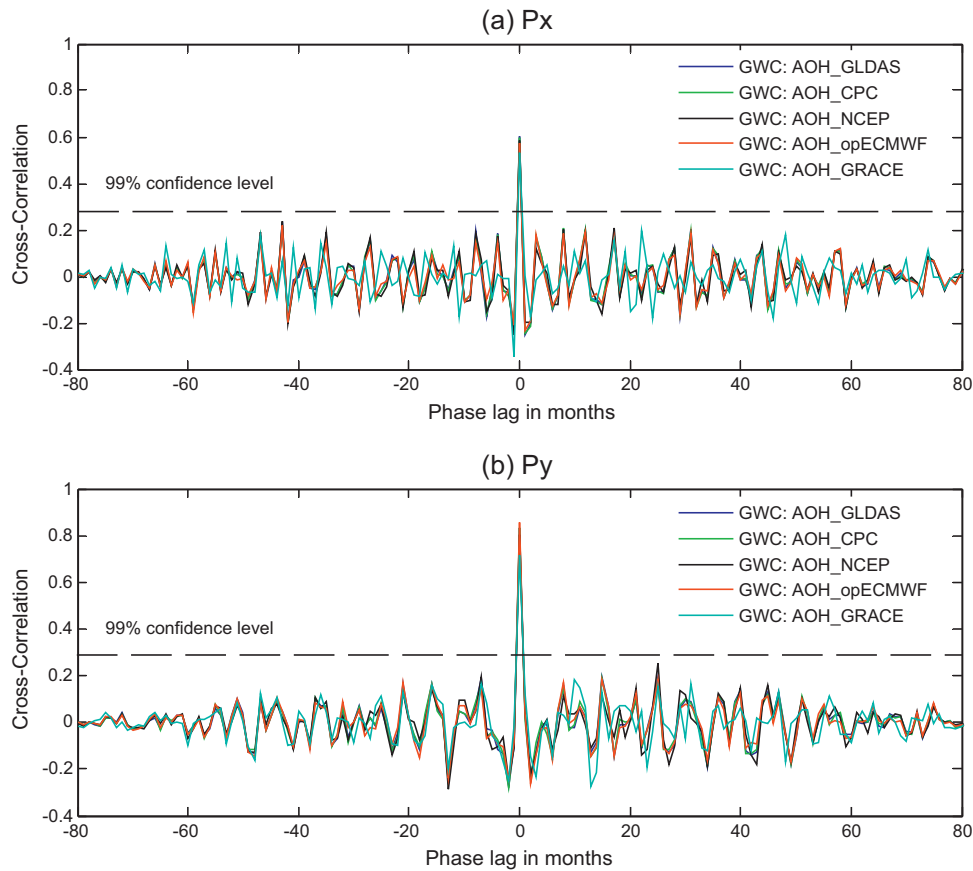 (a) Px
1
0.8
0.6
0.4
0.2
0
-0.2
-0.4
Cross-Correlation
GWC: AOH_GLDAS
GWC: AOH_CPC
GWC: AOH_NCEP
GWC: AOH_opECMWF
GWC: AOH_GRACE
99% confidence level
-80 -60 -40 -20 0 20 40 60 80
Phase lag in months
(b) Py
1
0.8
0.6
0.4
0.2
0
-0.2
-0.4
Cross-Correlation
GWC: AOH_GLDAS
GWC: AOH_CPC
GWC: AOH_NCEP
GWC: AOH_opECMWF
GWC: AOH_GRACE
99% confidence level
-80 -60 -40 -20 0 20 40 60 80
Phase lag in months